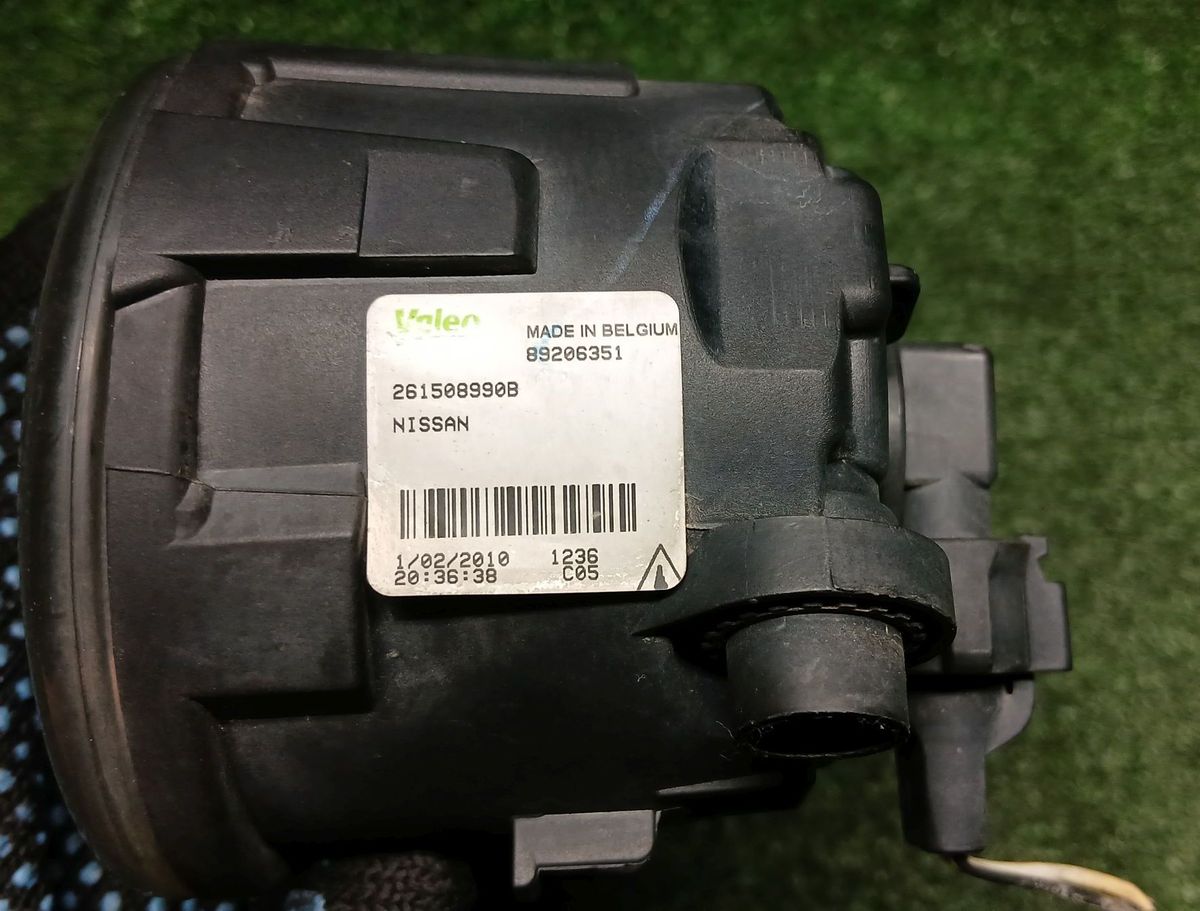 Valeo
MADE IN BELGIUM
89206351
261508990B
NISSAN
1/02/2010 1236
20:36:38 C05